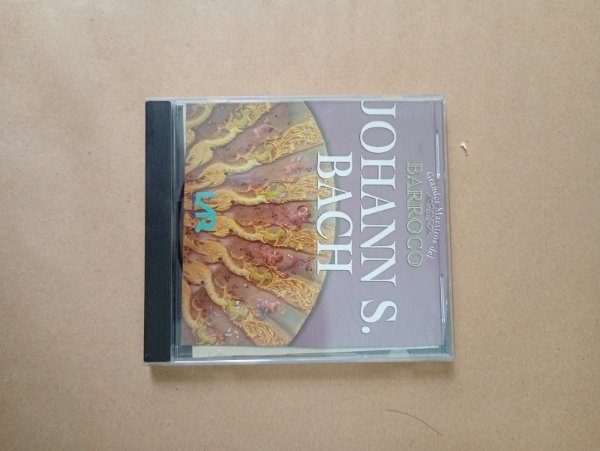 Grandes Maestros del
BARROCO
JOHANN S.
BACH